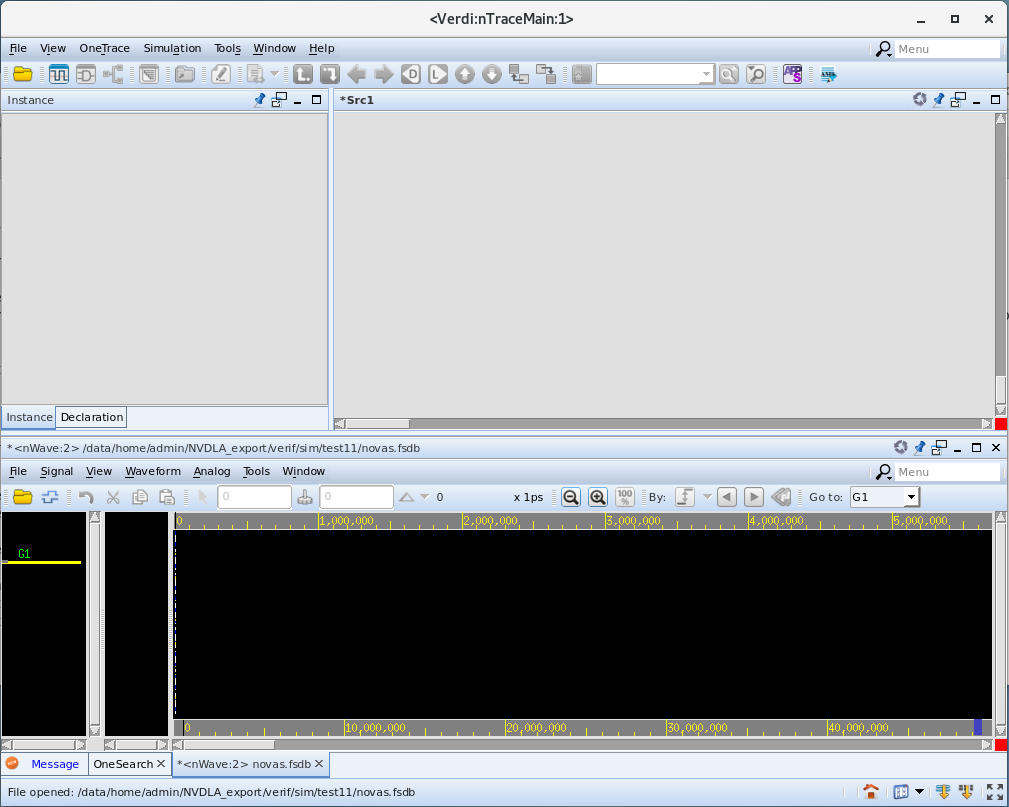 <Verdi:nTraceMain:1>
File View OneTrace Simulation Tools Window Help Menu
D L APPS
Instance *Src1
Instance Declaration
*<nWave:2> /data/home/admin/NVDLA_export/verif/sim/test11/novas.fsdb
File Signal View Waveform Analog Tools Window Menu
0 0 0 x 1ps 100 % By: Go to: G1
0 1,000,000 2,000,000 3,000,000 4,000,000 5,000,000
G1
0 10,000,000 20,000,000 30,000,000 40,000,000
Message OneSearch *<nWave:2> novas.fsdb
File opened: /data/home/admin/NVDLA_export/verif/sim/test11/novas.fsdb